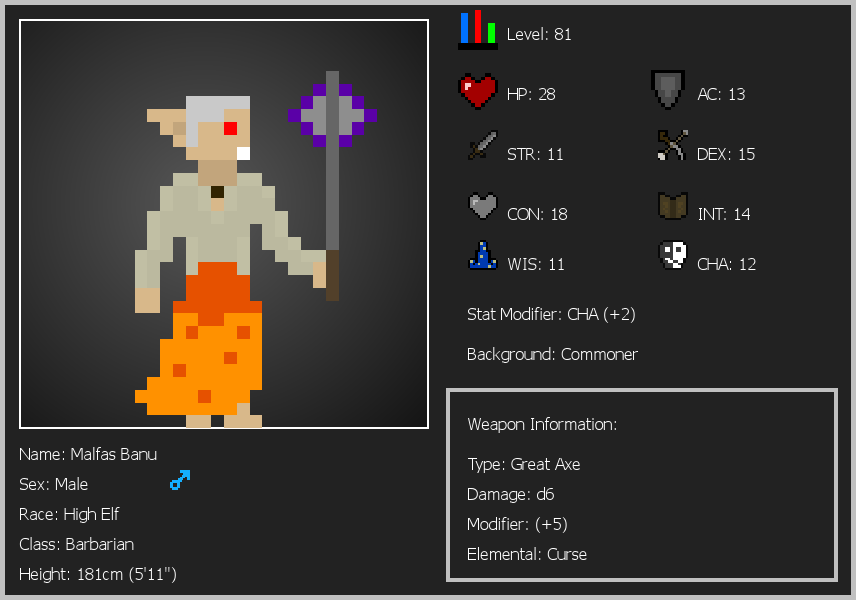 Level: 81
HP: 28
AC: 13
STR: 11
DEX: 15
CON: 18
INT: 14
WIS: 11
CHA: 12
Stat Modifier: CHA (+2)
Background: Commoner
Weapon Information:
Type: Great Axe
Damage: d6
Modifier: (+5)
Elemental: Curse
Name: Malfas Banu
Sex: Male
Race: High Elf
Class: Barbarian
Height: 181cm (5'11")